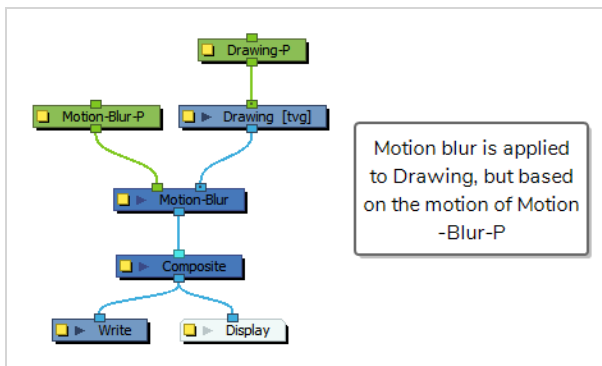 Drawing-P
Motion-Blur-P
Drawing [tvg]
Motion blur is applied
to Drawing, but based
on the motion of Motion
-Blur-P
Motion-Blur
Composite
Write
Display